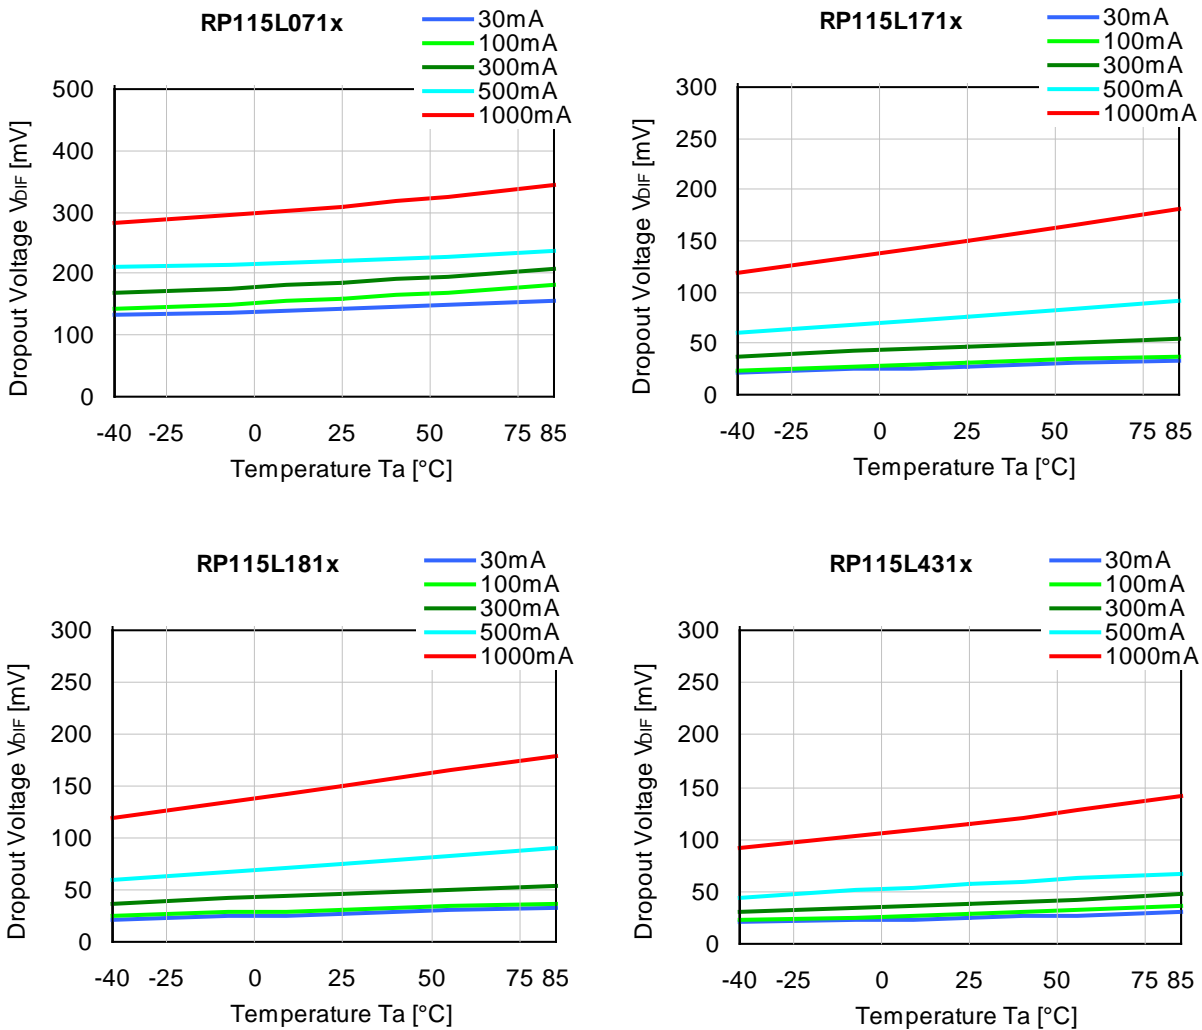 RP115L071x
30mA
100mA
300mA
500mA
1000mA
Dropout Voltage VDIF [mV]
500
400
300
200
100
0
-40 -25 0 25 50 75 85
Temperature Ta [°C]
RP115L171x
30mA
100mA
300mA
500mA
1000mA
Dropout Voltage VDIF [mV]
300
250
200
150
100
50
0
-40 -25 0 25 50 75 85
Temperature Ta [°C]
RP115L181x
30mA
100mA
300mA
500mA
1000mA
Dropout Voltage VDIF [mV]
300
250
200
150
100
50
0
-40 -25 0 25 50 75 85
Temperature Ta [°C]
RP115L431x
30mA
100mA
300mA
500mA
1000mA
Dropout Voltage VDIF [mV]
300
250
200
150
100
50
0
-40 -25 0 25 50 75 85
Temperature Ta [°C]